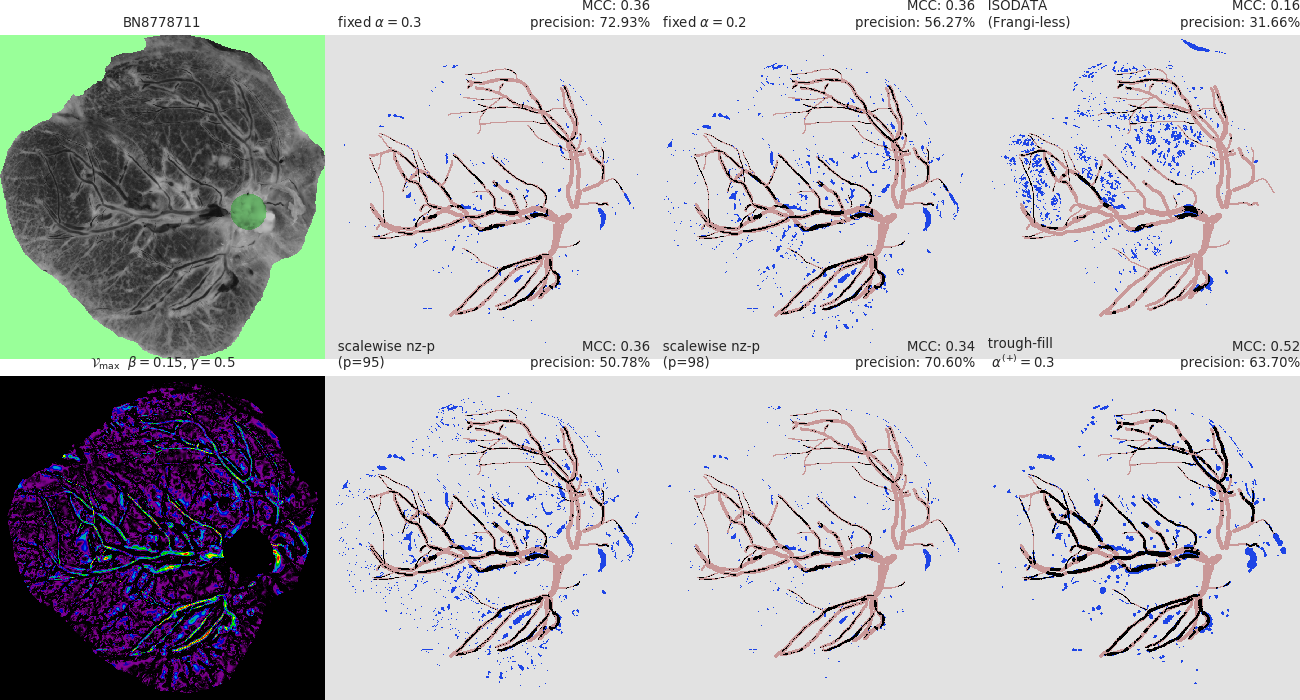 BN8778711
fixed α = 0.3
MCC: 0.36
precision: 72.93%
fixed α = 0.2
MCC: 0.36
precision: 56.27%
ISODATA
(Frangi-less)
MCC: 0.16
precision: 31.66%
𝒱max β = 0.15, γ = 0.5
scalewise nz-p
(p=95)
MCC: 0.36
precision: 50.78%
scalewise nz-p
(p=98)
MCC: 0.34
precision: 70.60%
trough-fill
α(+) = 0.3
MCC: 0.52
precision: 63.70%